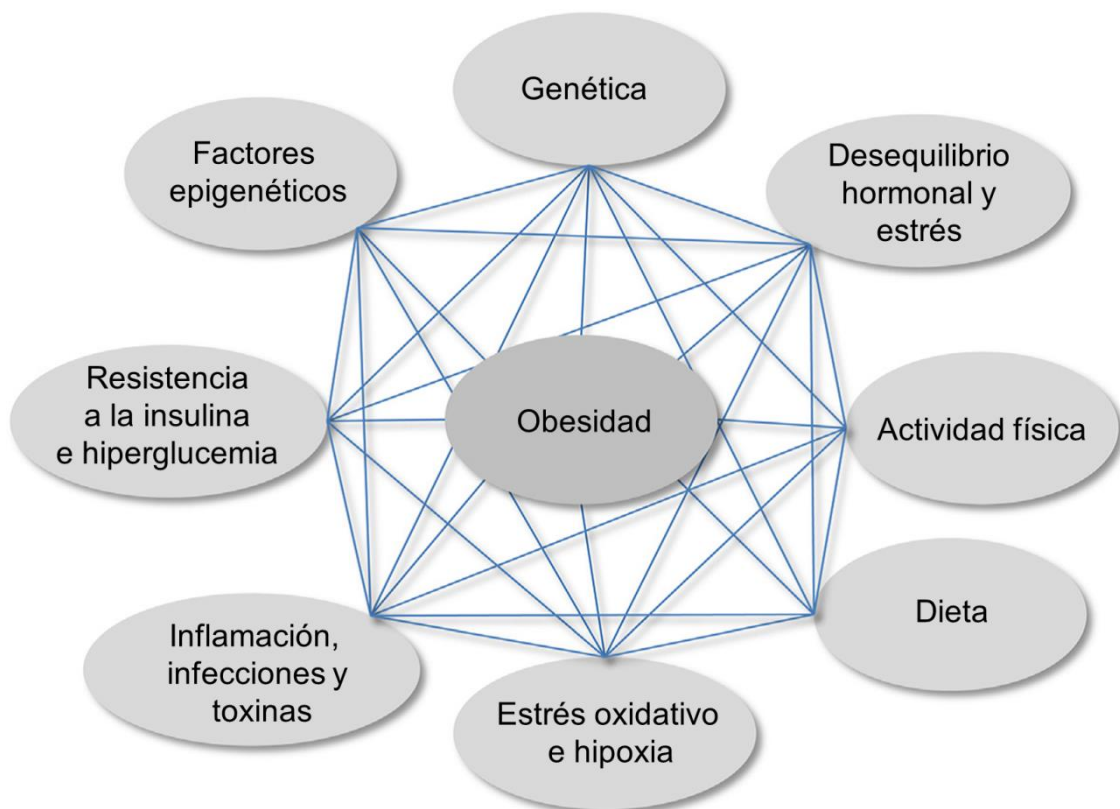 Genética
Factores
epigenéticos
Desequilibrio
hormonal y
estrés
Resistencia
a la insulina
e hiperglucemia
Obesidad
Actividad física
Dieta
Inflamación,
infecciones y
toxinas
Estrés oxidativo
e hipoxia